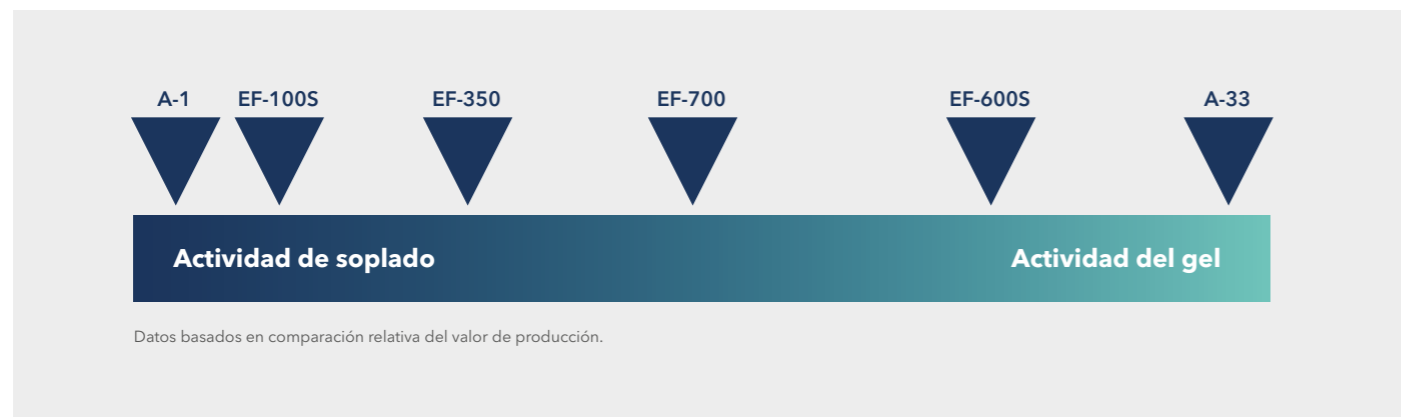 A-1 EF-100S EF-350 EF-700 EF-600S A-33
Actividad de soplado Actividad del gel
Datos basados en comparación relativa del valor de producción.